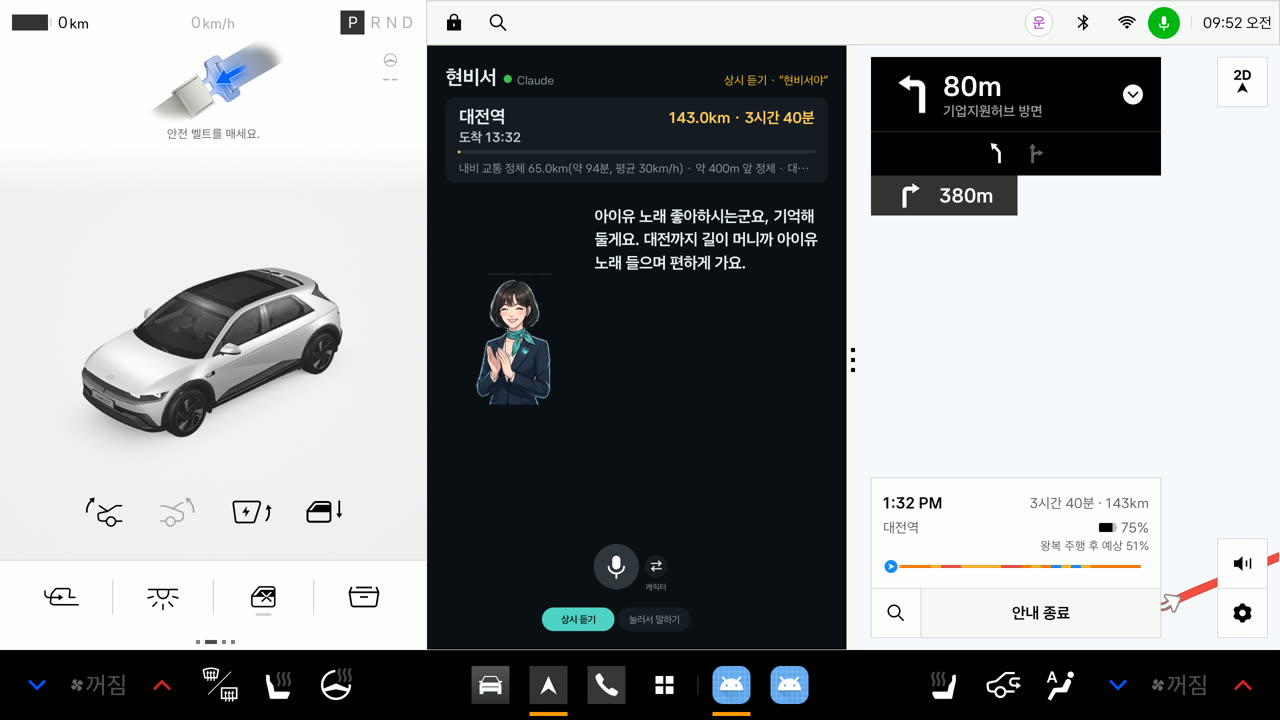 0 km
0 km/h
P R N D
안전 벨트를 매세요.
운
09:52 오전
현비서 Claude
상시 듣기 · "현비서야"
대전역
143.0km · 3시간 40분
도착 13:32
내비 교통 정체 65.0km(약 94분, 평균 30km/h) · 약 400m 앞 정체 · 대…
아이유 노래 좋아하시는군요, 기억해
둘게요. 대전까지 길이 머니까 아이유
노래 들으며 편하게 가요.
캐릭터
상시 듣기
눌러서 말하기
80m
기업지원허브 방면
380m
2D
1:32 PM
3시간 40분 · 143km
대전역
75%
왕복 주행 후 예상 51%
안내 종료
꺼짐
A
꺼짐